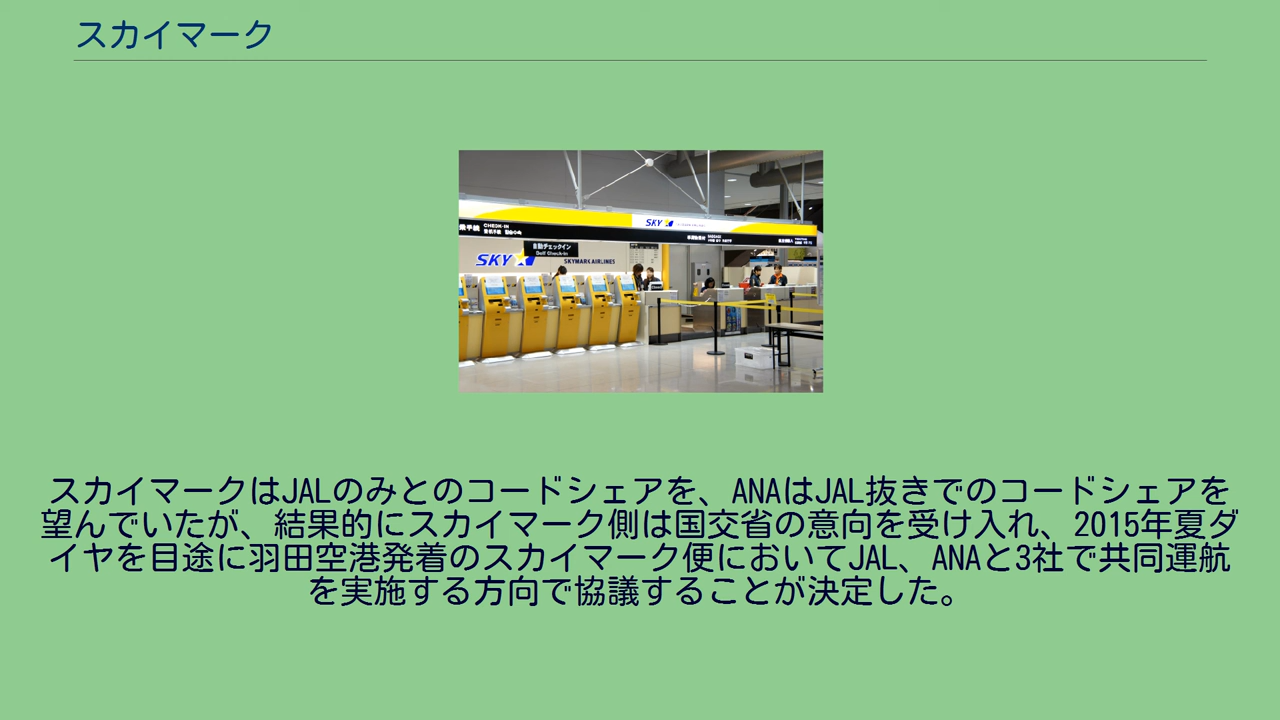 スカイマーク
SKY
乗手続
CHECK-IN
自動チェックイン
Self Check-in
SKY
SKYMARK AIRLINES
スカイマークはJALのみとのコードシェアを、ANAはJAL抜きでのコードシェアを
望んでいたが、結果的にスカイマーク側は国交省の意向を受け入れ、2015年夏ダ
イヤを目途に羽田空港発着のスカイマーク便においてJAL、ANAと3社で共同運航
を実施する方向で協議することが決定した。